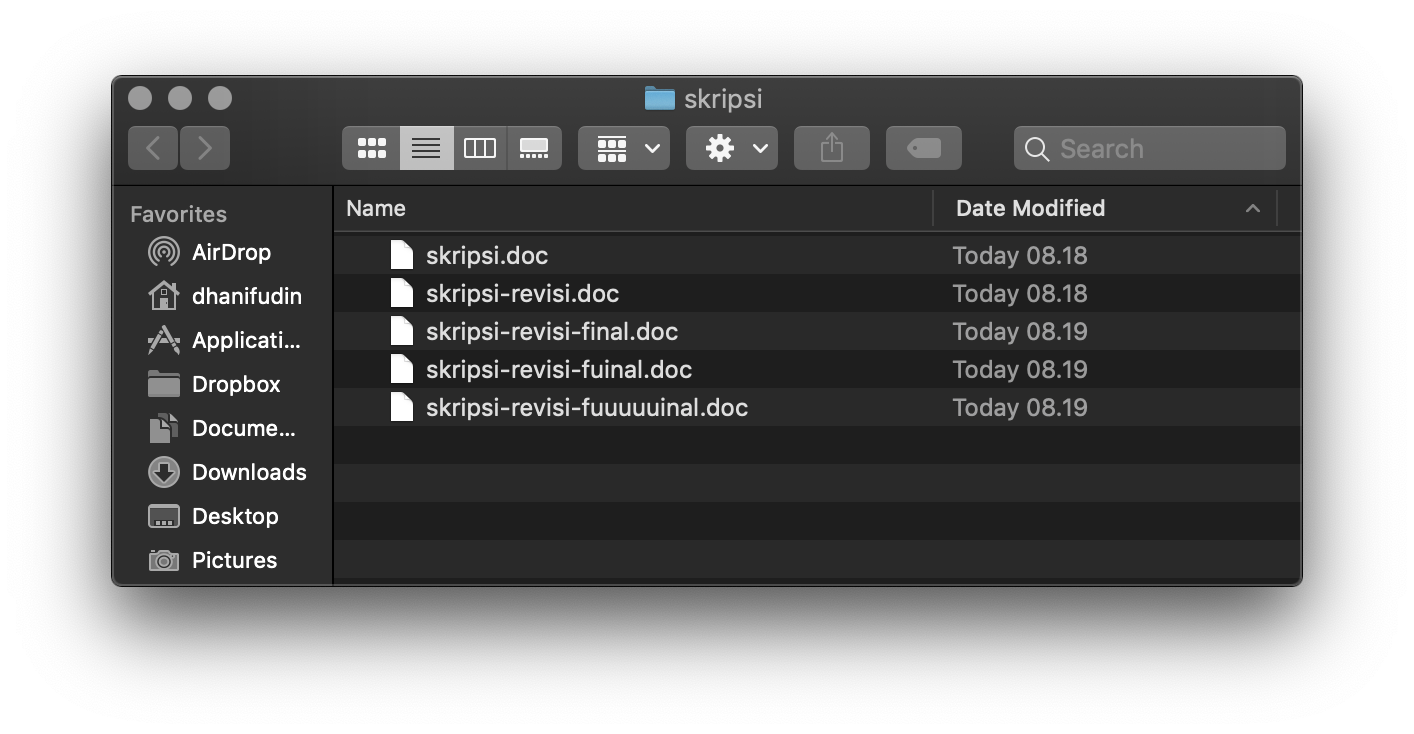 skripsi
Search
Favorites
AirDrop
dhanifudin
Applicati...
Dropbox
Docume...
Downloads
Desktop
Pictures
Name Date Modified
skripsi.doc Today 08.18
skripsi-revisi.doc Today 08.18
skripsi-revisi-final.doc Today 08.19
skripsi-revisi-fuinal.doc Today 08.19
skripsi-revisi-fuuuuuinal.doc Today 08.19